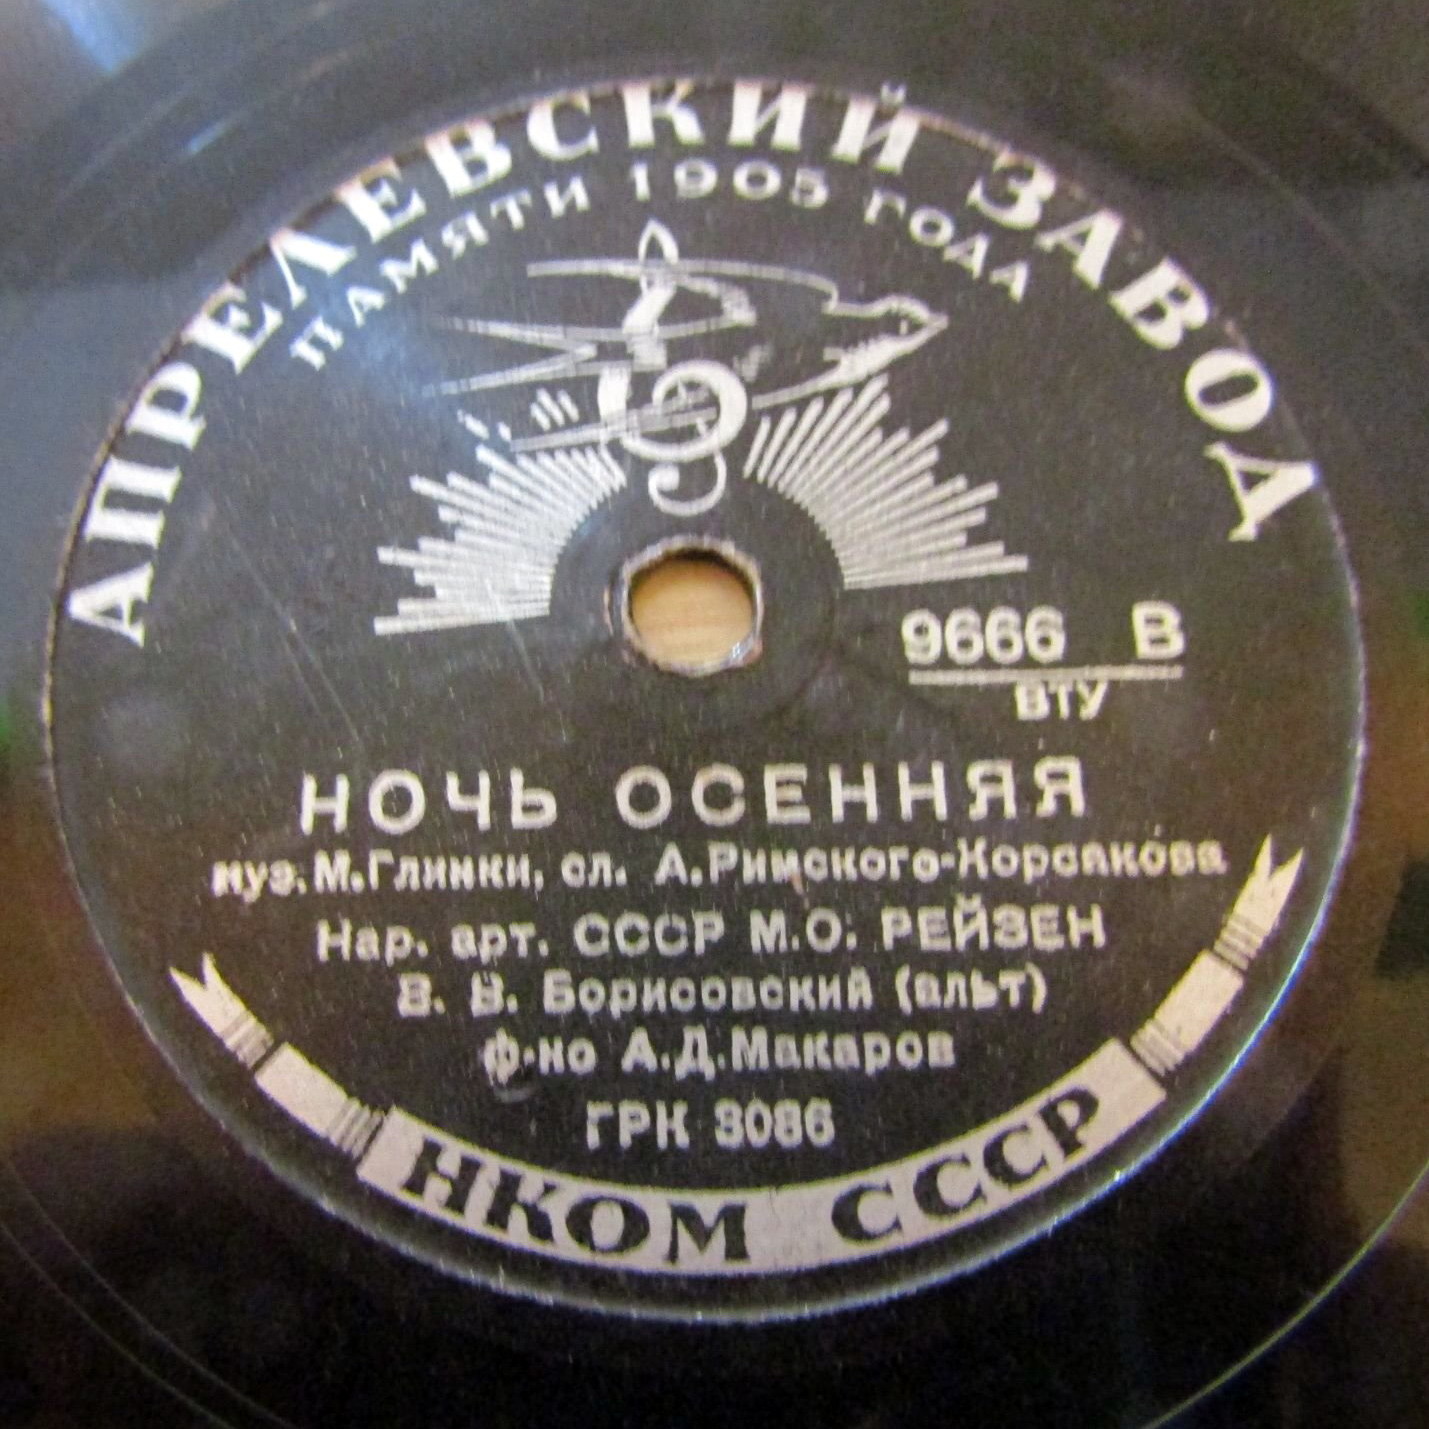 АПРЕЛЕВСКИЙ ЗАВОД
ПАМЯТИ 1905 ГОДА
9666 В
ВТУ
НОЧЬ ОСЕННЯЯ
муз. М. Глинки, сл. А. Римского-Корсакова
Нар. арт. СССР М. О. РЕЙЗЕН
В. В. Борисовский (альт)
ф-но А. Д. Макаров
ГРК 3086
НКОМ СССР